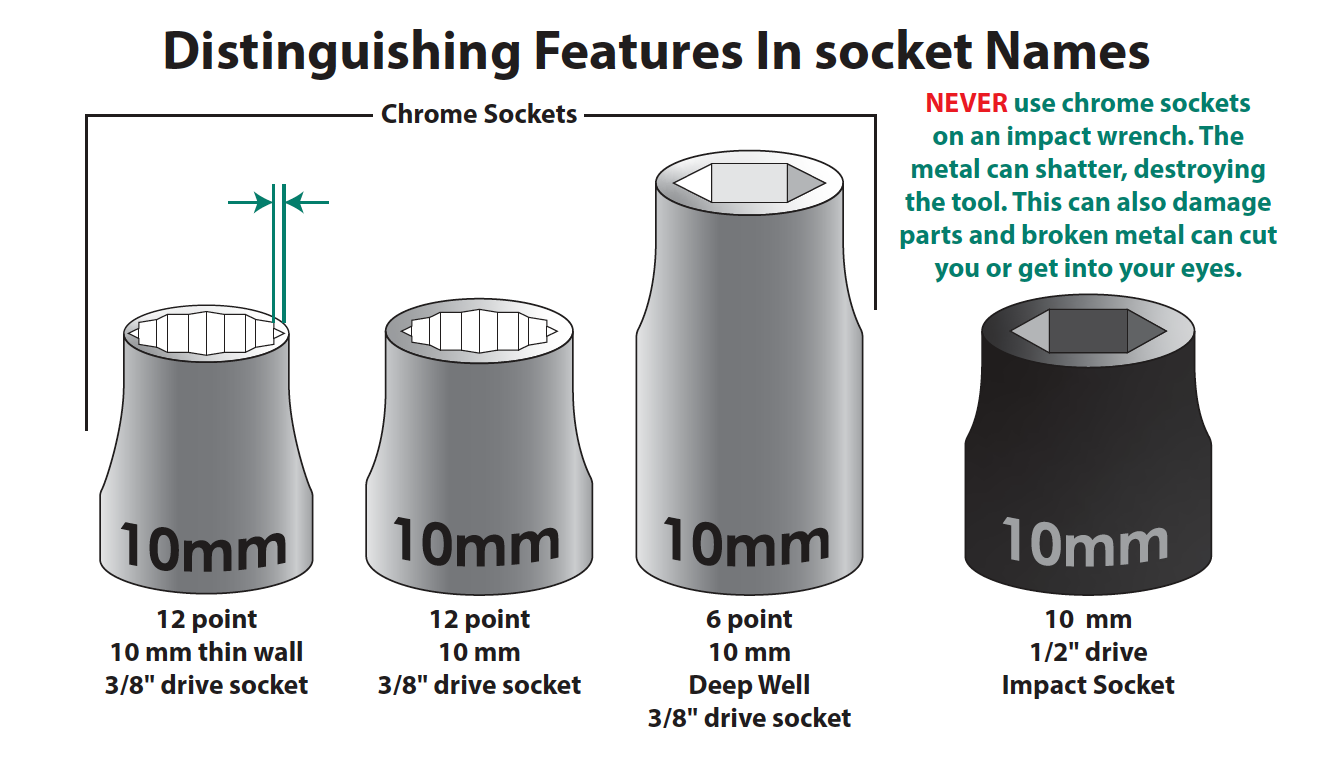 Distinguishing Features In socket Names
Chrome Sockets
NEVER use chrome sockets
on an impact wrench. The
metal can shatter, destroying
the tool. This can also damage
parts and broken metal can cut
you or get into your eyes.
10mm
10mm
10mm
10mm
12 point
10 mm thin wall
3/8" drive socket
12 point
10 mm
3/8" drive socket
6 point
10 mm
Deep Well
3/8" drive socket
10 mm
1/2" drive
Impact Socket